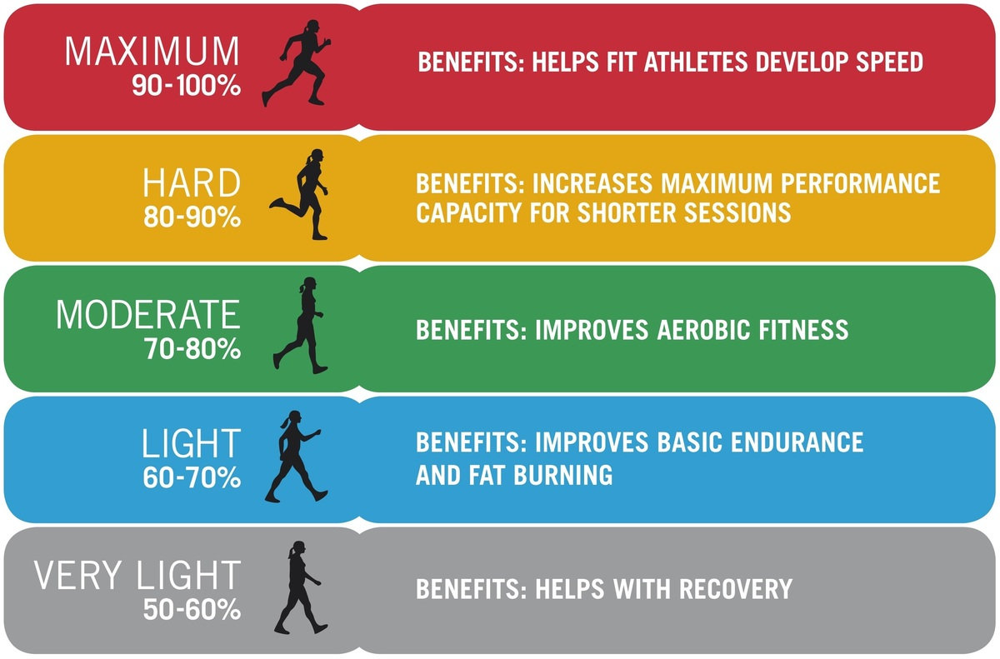 MAXIMUM
90-100%
BENEFITS: HELPS FIT ATHLETES DEVELOP SPEED
HARD
80-90%
BENEFITS: INCREASES MAXIMUM PERFORMANCE
CAPACITY FOR SHORTER SESSIONS
MODERATE
70-80%
BENEFITS: IMPROVES AEROBIC FITNESS
LIGHT
60-70%
BENEFITS: IMPROVES BASIC ENDURANCE
AND FAT BURNING
VERY LIGHT
50-60%
BENEFITS: HELPS WITH RECOVERY